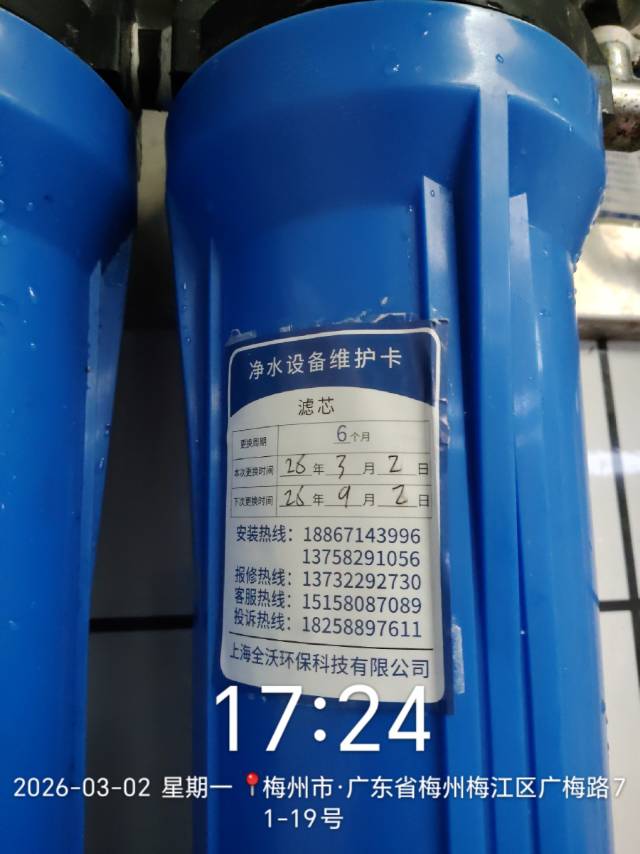 净水设备维护卡
滤芯
更换周期 6个月
本次更换时间 26年3月2日
下次更换时间 26年9月2日
安装热线：18867143996
13758291056
报修热线：13732292730
客服热线：15158087089
投诉热线：18258897611
上海全沃环保科技有限公司
17:24
2026-03-02 星期一 梅州市·广东省梅州梅江区广梅路7
1-19号